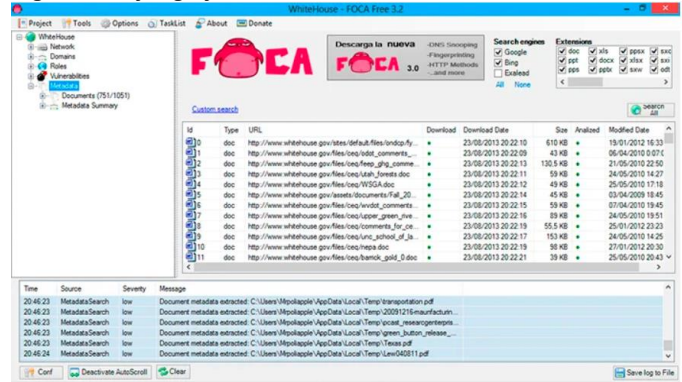 WhiteHouse - FOCA Free 3.2
Project Tools Options TaskList About Donate
WhiteHouse
Network
Domains
Roles
Vulnerabilities
Metadata
Documents (751/1051)
Metadata Summary
FOCA
Descarga la nueva
FOCA 3.0
-DNS Snooping
-Fingerprinting
-HTTP Methods
-...and more
Search engines
Google
Bing
Exalead
All None
Extensions
doc xls ppsx sxc
ppt docx xlsx sxi
pps pptx sxw odt
Custom search
Search All
Id Type URL Download Download Date Size Analized Modified Date
0 doc http://www.whitehouse.gov/sites/default/files/ondcp/fy... 23/08/2013 20:22:10 610 KB 19/01/2012 16:33
1 doc http://www.whitehouse.gov/files/ceq/odot_comments_... 23/08/2013 20:22:09 43 KB 06/04/2010 0:07:0
2 doc http://www.whitehouse.gov/files/ceq/feep_ghg_comme... 23/08/2013 20:22:13 130,5 KB 21/05/2010 22:50
3 doc http://www.whitehouse.gov/files/ceq/utah_forests.doc 23/08/2013 20:22:11 59 KB 24/05/2010 14:27
4 doc http://www.whitehouse.gov/files/ceq/WSGA.doc 23/08/2013 20:22:12 49 KB 25/05/2010 17:18
5 doc http://www.whitehouse.gov/assets/documents/Fall_20... 23/08/2013 20:22:14 45 KB 03/04/2009 18:45
6 doc http://www.whitehouse.gov/files/ceq/wvdot_comments... 23/08/2013 20:22:15 59 KB 07/04/2010 19:45
7 doc http://www.whitehouse.gov/files/ceq/upper_green_rive... 23/08/2013 20:22:16 89 KB 24/05/2010 19:51
8 doc http://www.whitehouse.gov/files/ceq/comments_for_ce... 23/08/2013 20:22:19 55,5 KB 25/01/2012 23:23
9 doc http://www.whitehouse.gov/files/ceq/unc_school_of_la... 23/08/2013 20:22:17 153 KB 24/05/2010 14:25
10 doc http://www.whitehouse.gov/files/ceq/nepa.doc 23/08/2013 20:22:19 98 KB 27/01/2012 20:30
11 doc http://www.whitehouse.gov/files/ceq/barrick_gold_0.doc 23/08/2013 20:22:21 39 KB 25/05/2010 20:43
Time Source Severity Message
20:46:23 MetadataSearch low Document metadata extracted: C:\Users\Mrpoliapple\AppData\Local\Temp\transportation.pdf
20:46:23 MetadataSearch low Document metadata extracted: C:\Users\Mrpoliapple\AppData\Local\Temp\20091216-maunfacturin...
20:46:23 MetadataSearch low Document metadata extracted: C:\Users\Mrpoliapple\AppData\Local\Temp\pcast_researogenterpris...
20:46:23 MetadataSearch low Document metadata extracted: C:\Users\Mrpoliapple\AppData\Local\Temp\green_button_release_...
20:46:23 MetadataSearch low Document metadata extracted: C:\Users\Mrpoliapple\AppData\Local\Temp\Texas.pdf
20:46:24 MetadataSearch low Document metadata extracted: C:\Users\Mrpoliapple\AppData\Local\Temp\Lew040811.pdf
Conf Deactivate AutoScroll Clear Save log to File